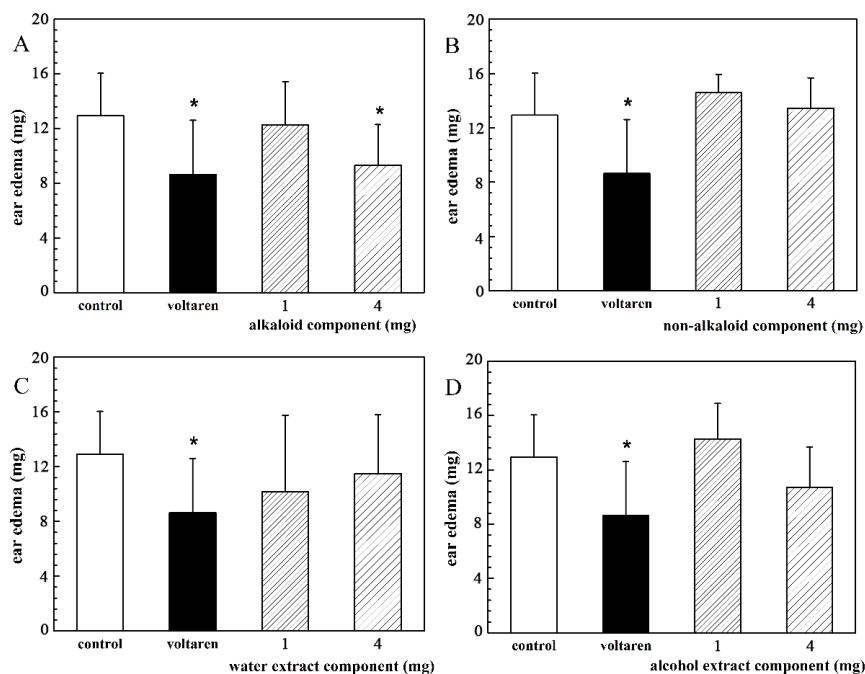 A
ear edema (mg)
20
16
12
8
4
0
*
*
control
voltaren
1
4
alkaloid component (mg)
B
ear edema (mg)
20
16
12
8
4
0
*
control
voltaren
1
4
non-alkaloid component (mg)
C
ear edema (mg)
20
16
12
8
4
0
*
control
voltaren
1
4
water extract component (mg)
D
ear edema (mg)
20
16
12
8
4
0
*
control
voltaren
1
4
alcohol extract component (mg)